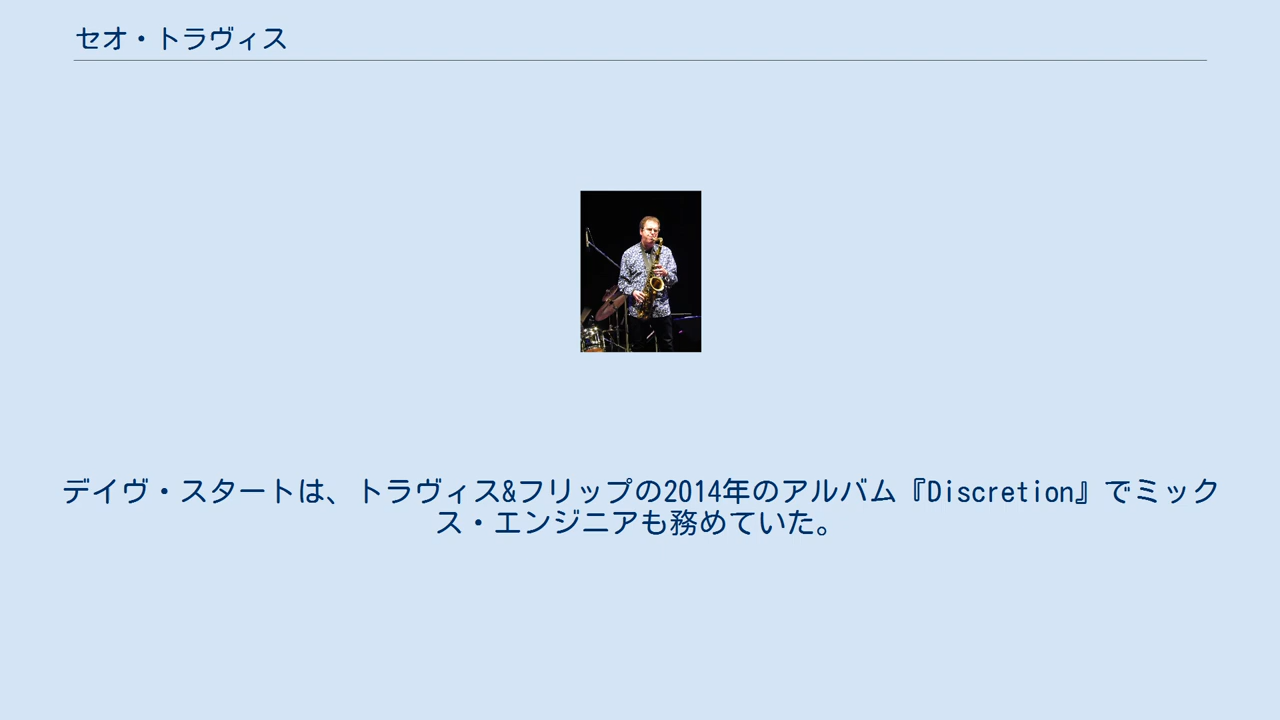 セオ・トラヴィス
デイヴ・スタートは、トラヴィス&フリップの2014年のアルバム『Discretion』でミック
ス・エンジニアも務めていた。